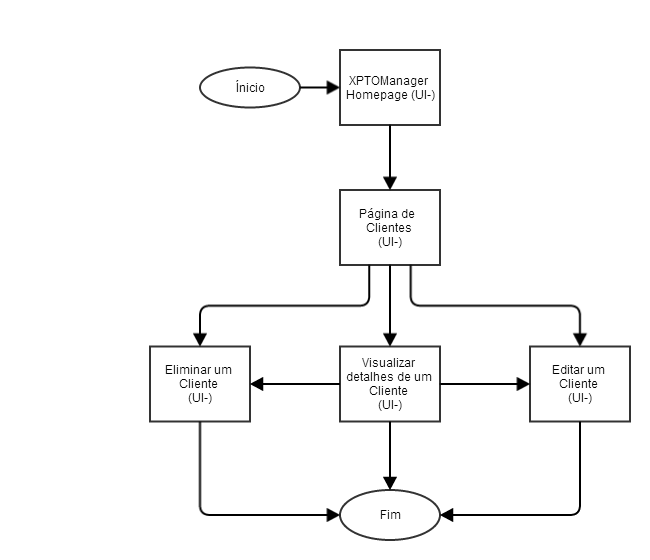 Ínicio
XPTOManager
Homepage (UI-)
Página de
Clientes
(UI-)
Eliminar um
Cliente
(UI-)
Visualizar
detalhes de um
Cliente
(UI-)
Editar um
Cliente
(UI-)
Fim